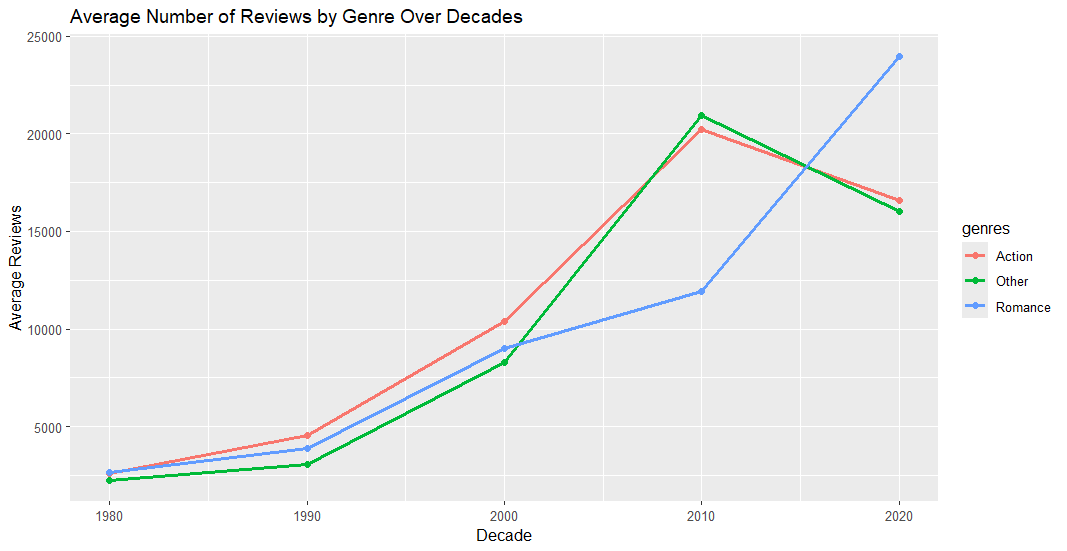 Average Number of Reviews by Genre Over Decades
25000
20000
15000
10000
5000
Average Reviews
1980 1990 2000 2010 2020
Decade
genres
Action
Other
Romance